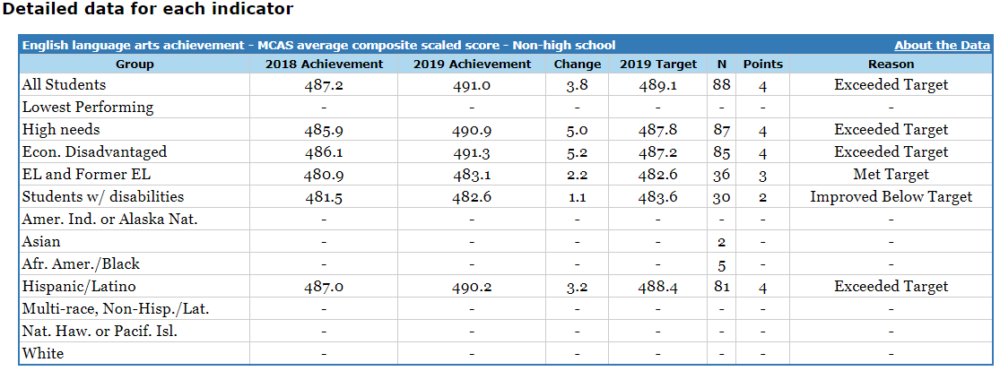 Detailed data for each indicator
English language arts achievement - MCAS average composite scaled score - Non-high school About the Data
Group 2018 Achievement 2019 Achievement Change 2019 Target N Points Reason
All Students 487.2 491.0 3.8 489.1 88 4 Exceeded Target
Lowest Performing - - - - - - -
High needs 485.9 490.9 5.0 487.8 87 4 Exceeded Target
Econ. Disadvantaged 486.1 491.3 5.2 487.2 85 4 Exceeded Target
EL and Former EL 480.9 483.1 2.2 482.6 36 3 Met Target
Students w/ disabilities 481.5 482.6 1.1 483.6 30 2 Improved Below Target
Amer. Ind. or Alaska Nat. - - - - - - -
Asian - - - - 2 - -
Afr. Amer./Black - - - - 5 - -
Hispanic/Latino 487.0 490.2 3.2 488.4 81 4 Exceeded Target
Multi-race, Non-Hisp./Lat. - - - - - - -
Nat. Haw. or Pacif. Isl. - - - - - - -
White - - - - - - -